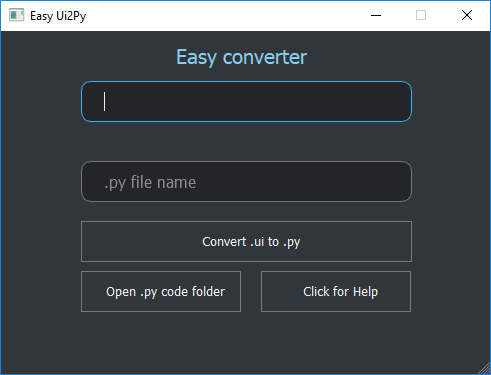 Easy Ui2Py
Easy converter
.py file name
Convert .ui to .py
Open .py code folder
Click for Help